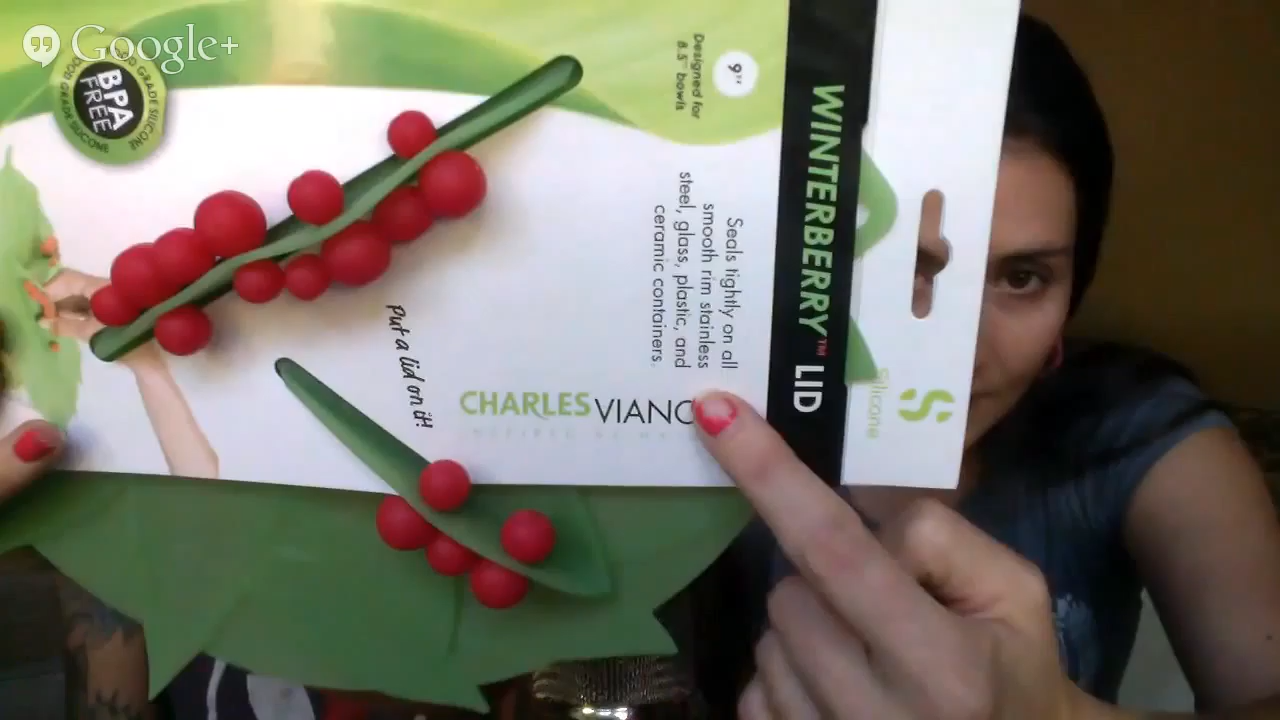 Google+
BPA
FREE
FOOD GRADE SILICONE
9"
Designed for
8.5" bowls
WINTERBERRY™ LID
Seals tightly on all
smooth rim stainless
steel, glass, plastic, and
ceramic containers.
Put a lid on it!
CHARLES VIANC
S
silicone